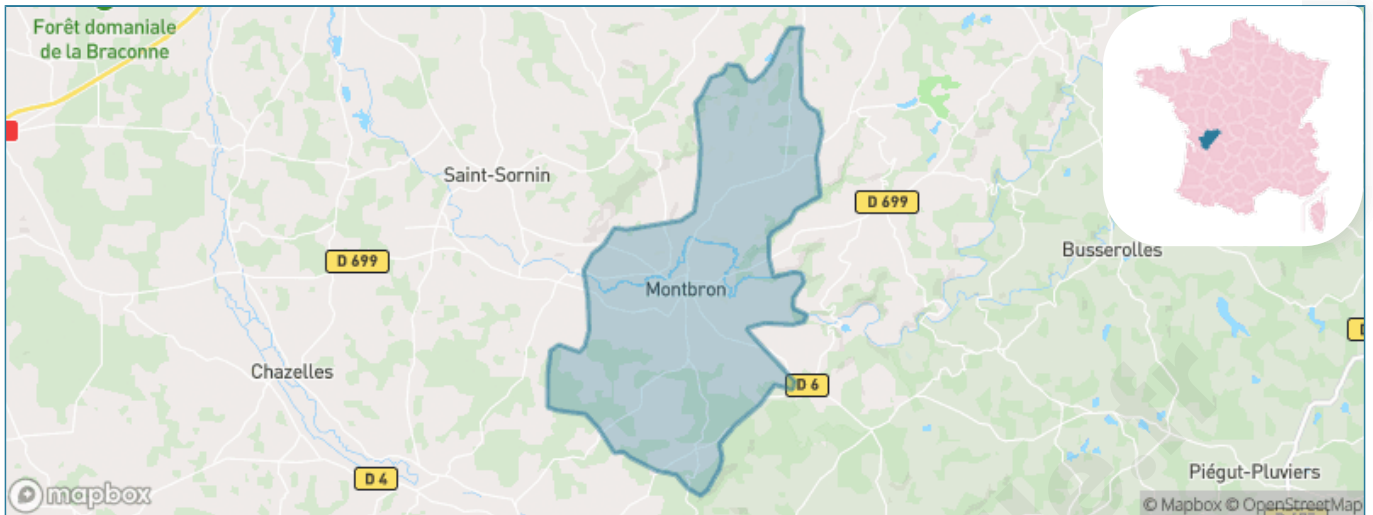 Forêt domaniale
de la Braconne
Saint-Sornin
D 699
D 699
Busserolles
Montbron
Chazelles
D 6
D 4
Piégut-Pluviers
mapbox
© Mapbox © OpenStreetMap